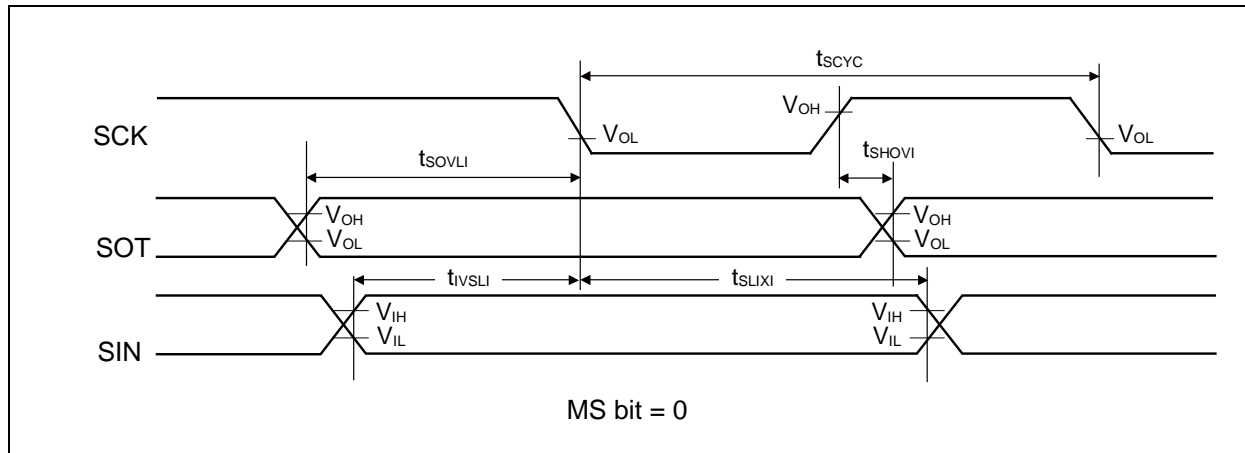 tSCYC
VOH
SCK
VOL
VOL
tSHOVI
tSOVLI
VOH
VOH
SOT
VOL
VOL
tIVSLI
tSLIXI
VIH
VIH
SIN
VIL
VIL
MS bit = 0